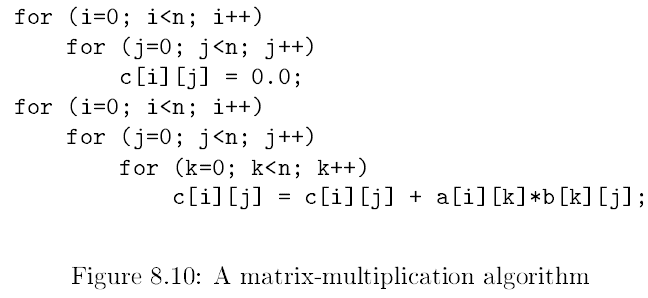 for (i=0; i<n; i++)
for (j=0; j<n; j++)
c[i][j] = 0.0;
for (i=0; i<n; i++)
for (j=0; j<n; j++)
for (k=0; k<n; k++)
c[i][j] = c[i][j] + a[i][k]*b[k][j];
Figure 8.10: A matrix-multiplication algorithm